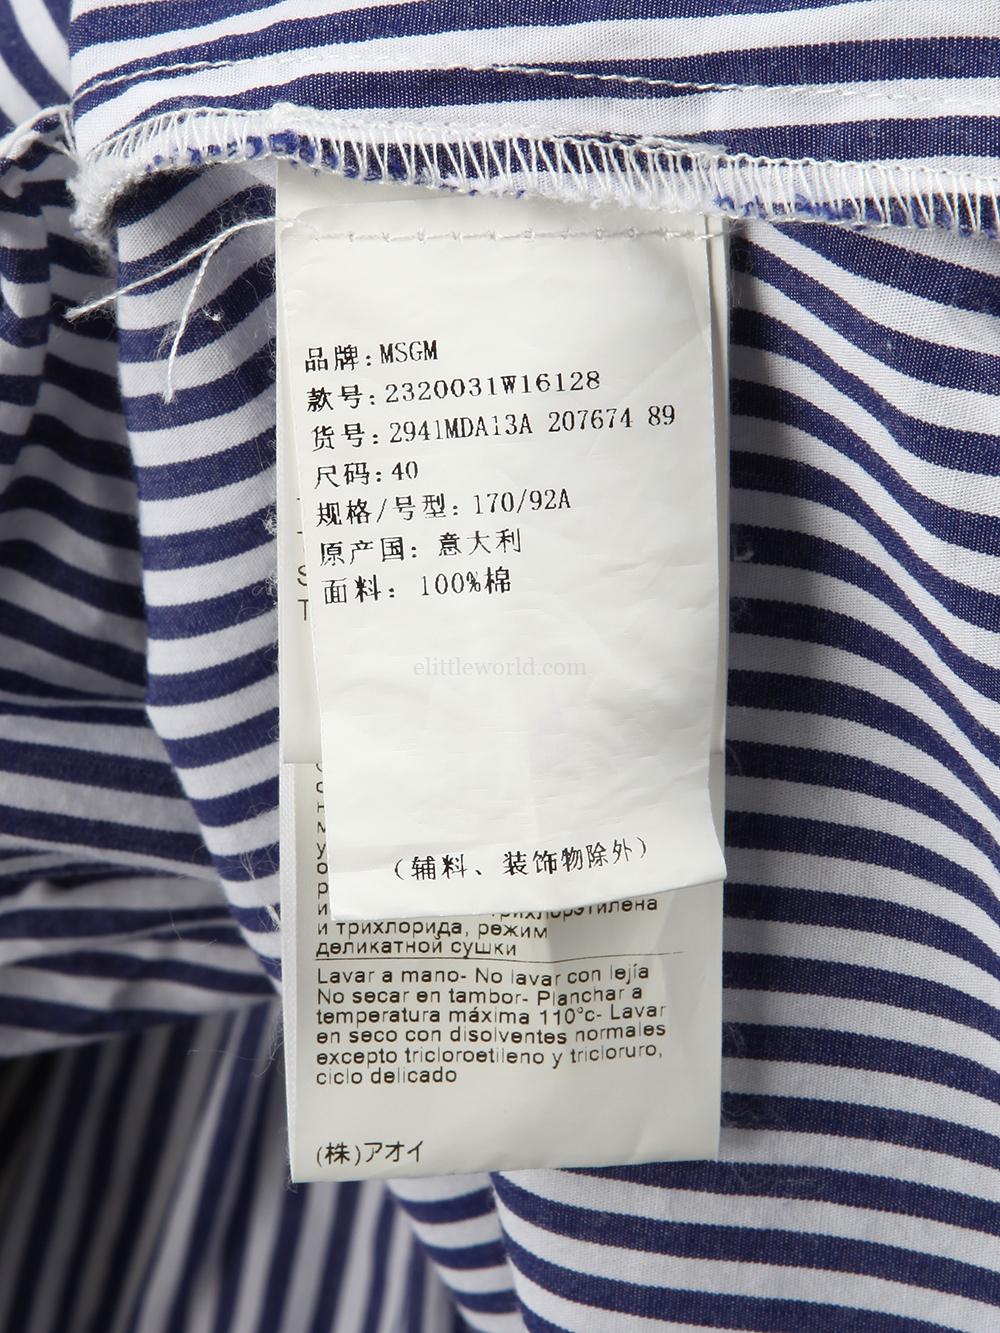 品牌:MSGM
款号:2320031W16128
货号:2941MDA13A 207674 89
尺码:40
规格/号型:170/92A
原产国: 意大利
面料: 100%棉
elittleworld.com
(辅料、装饰物除外)
и трихлорида, режим
деликатной сушки
Lavar a mano- No lavar con lejía
No secar en tambor- Planchar a
temperatura máxima 110°c- Lavar
en seco con disolventes normales
excepto tricloroetileno y tricloruro,
ciclo delicado
(株)アオイ